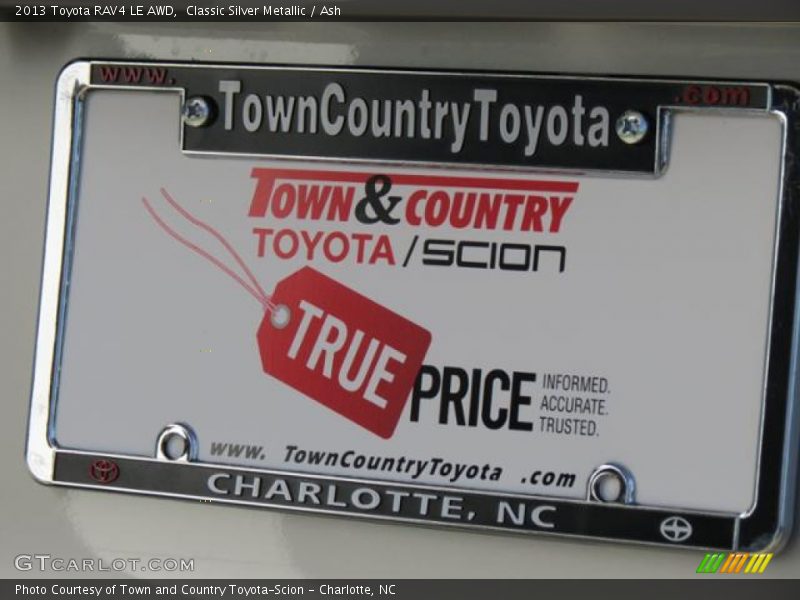 2013 Toyota RAV4 LE AWD, Classic Silver Metallic / Ash
www. .com
TownCountryToyota
TOWN & COUNTRY
TOYOTA / SCION
TRUE PRICE
INFORMED.
ACCURATE.
TRUSTED.
www. TownCountryToyota .com
CHARLOTTE, NC
GTCARLOT.COM
Photo Courtesy of Town and Country Toyota-Scion - Charlotte, NC